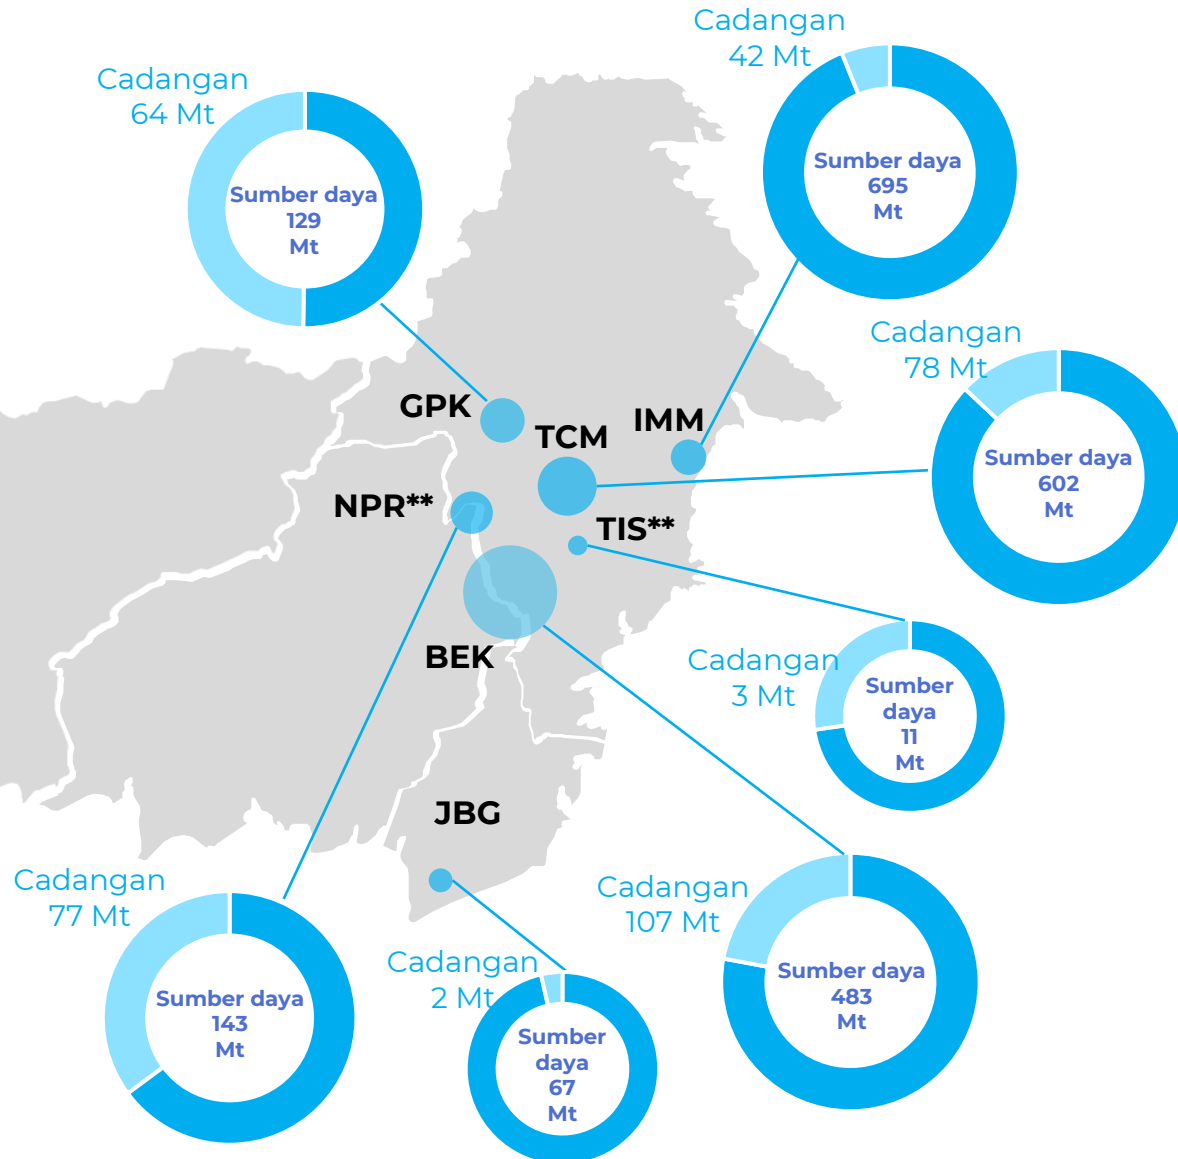 Cadangan
42 Mt
Sumber daya
695
Mt
Cadangan
64 Mt
Sumber daya
129
Mt
Cadangan
78 Mt
Sumber daya
602
Mt
GPK
TCM
IMM
NPR**
TIS**
BEK
Cadangan
3 Mt
Sumber
daya
11
Mt
JBG
Cadangan
77 Mt
Sumber daya
143
Mt
Cadangan
2 Mt
Sumber
daya
67
Mt
Cadangan
107 Mt
Sumber daya
483
Mt